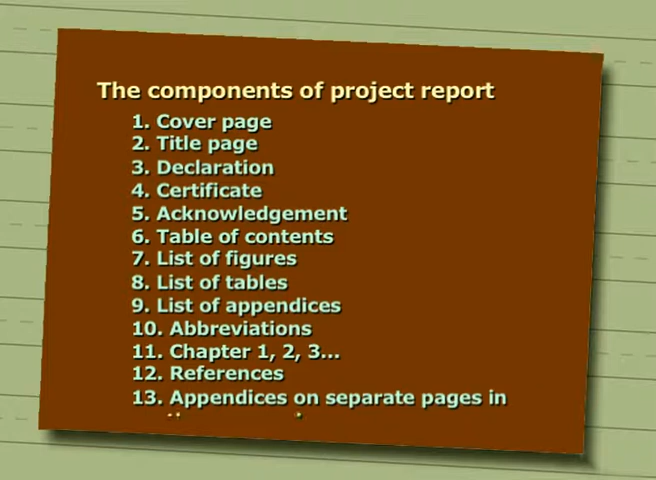 The components of project report
1. Cover page
2. Title page
3. Declaration
4. Certificate
5. Acknowledgement
6. Table of contents
7. List of figures
8. List of tables
9. List of appendices
10. Abbreviations
11. Chapter 1, 2, 3...
12. References
13. Appendices on separate pages in